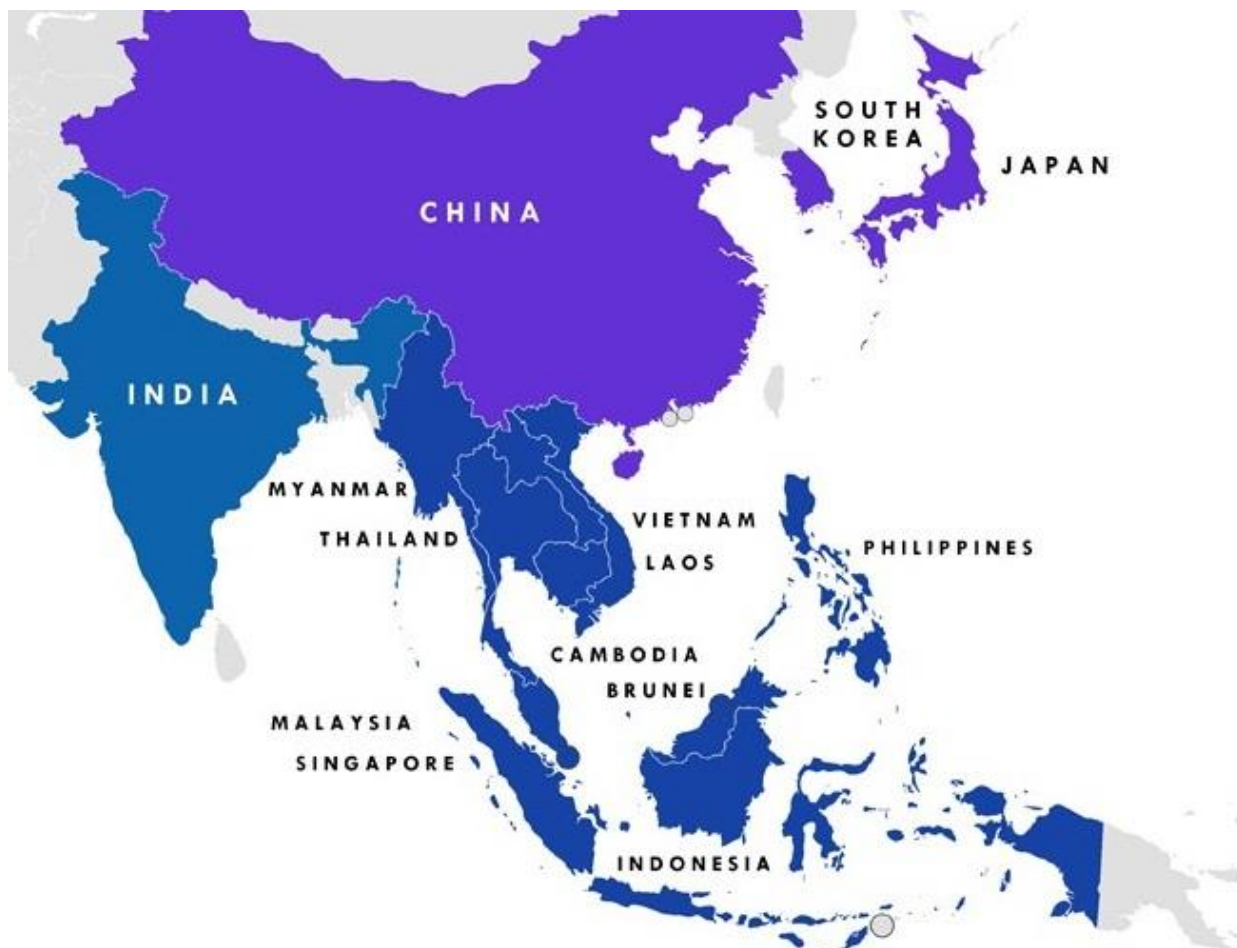 SOUTH
KOREA
JAPAN
CHINA
INDIA
MYANMAR
VIETNAM
THAILAND
PHILIPPINES
LAOS
CAMBODIA
BRUNEI
MALAYSIA
SINGAPORE
INDONESIA